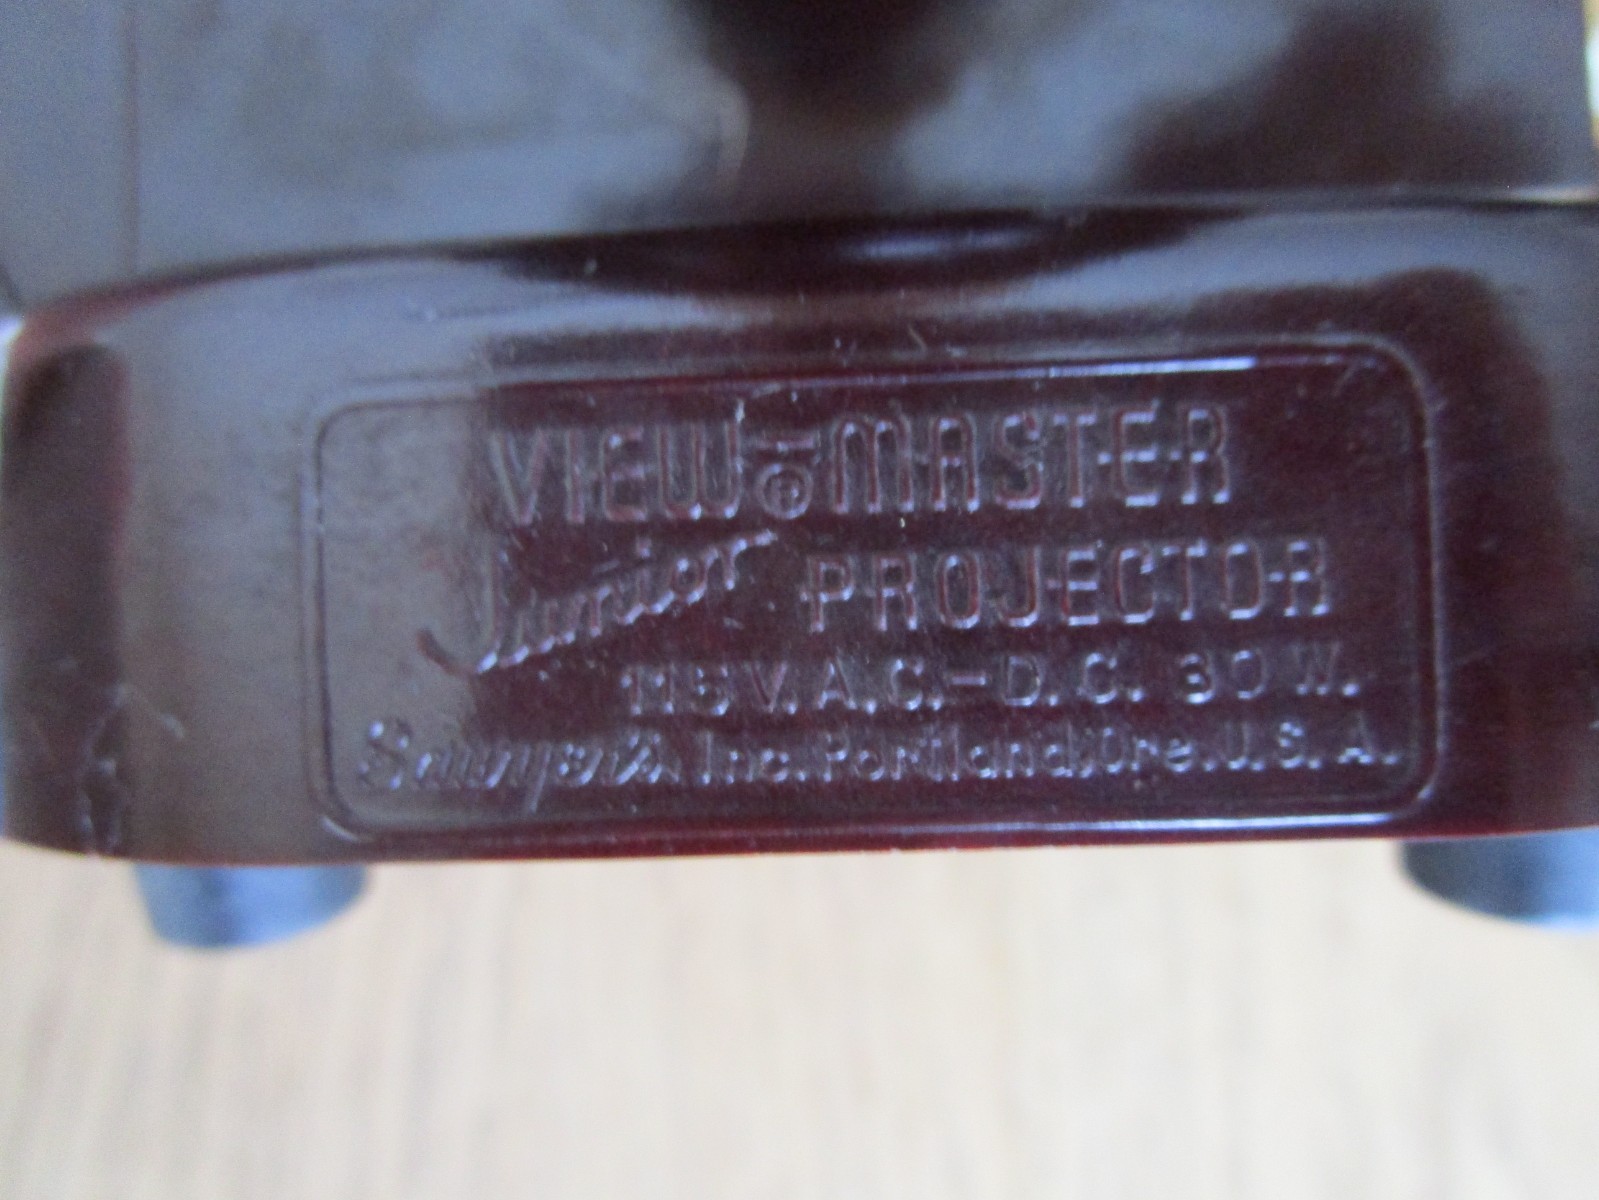 VIEW-MASTER ®
Junior PROJECTOR
115 V. A.C.-D.C. 30 W.
Sawyer's Inc. Portland, Ore. U.S.A.